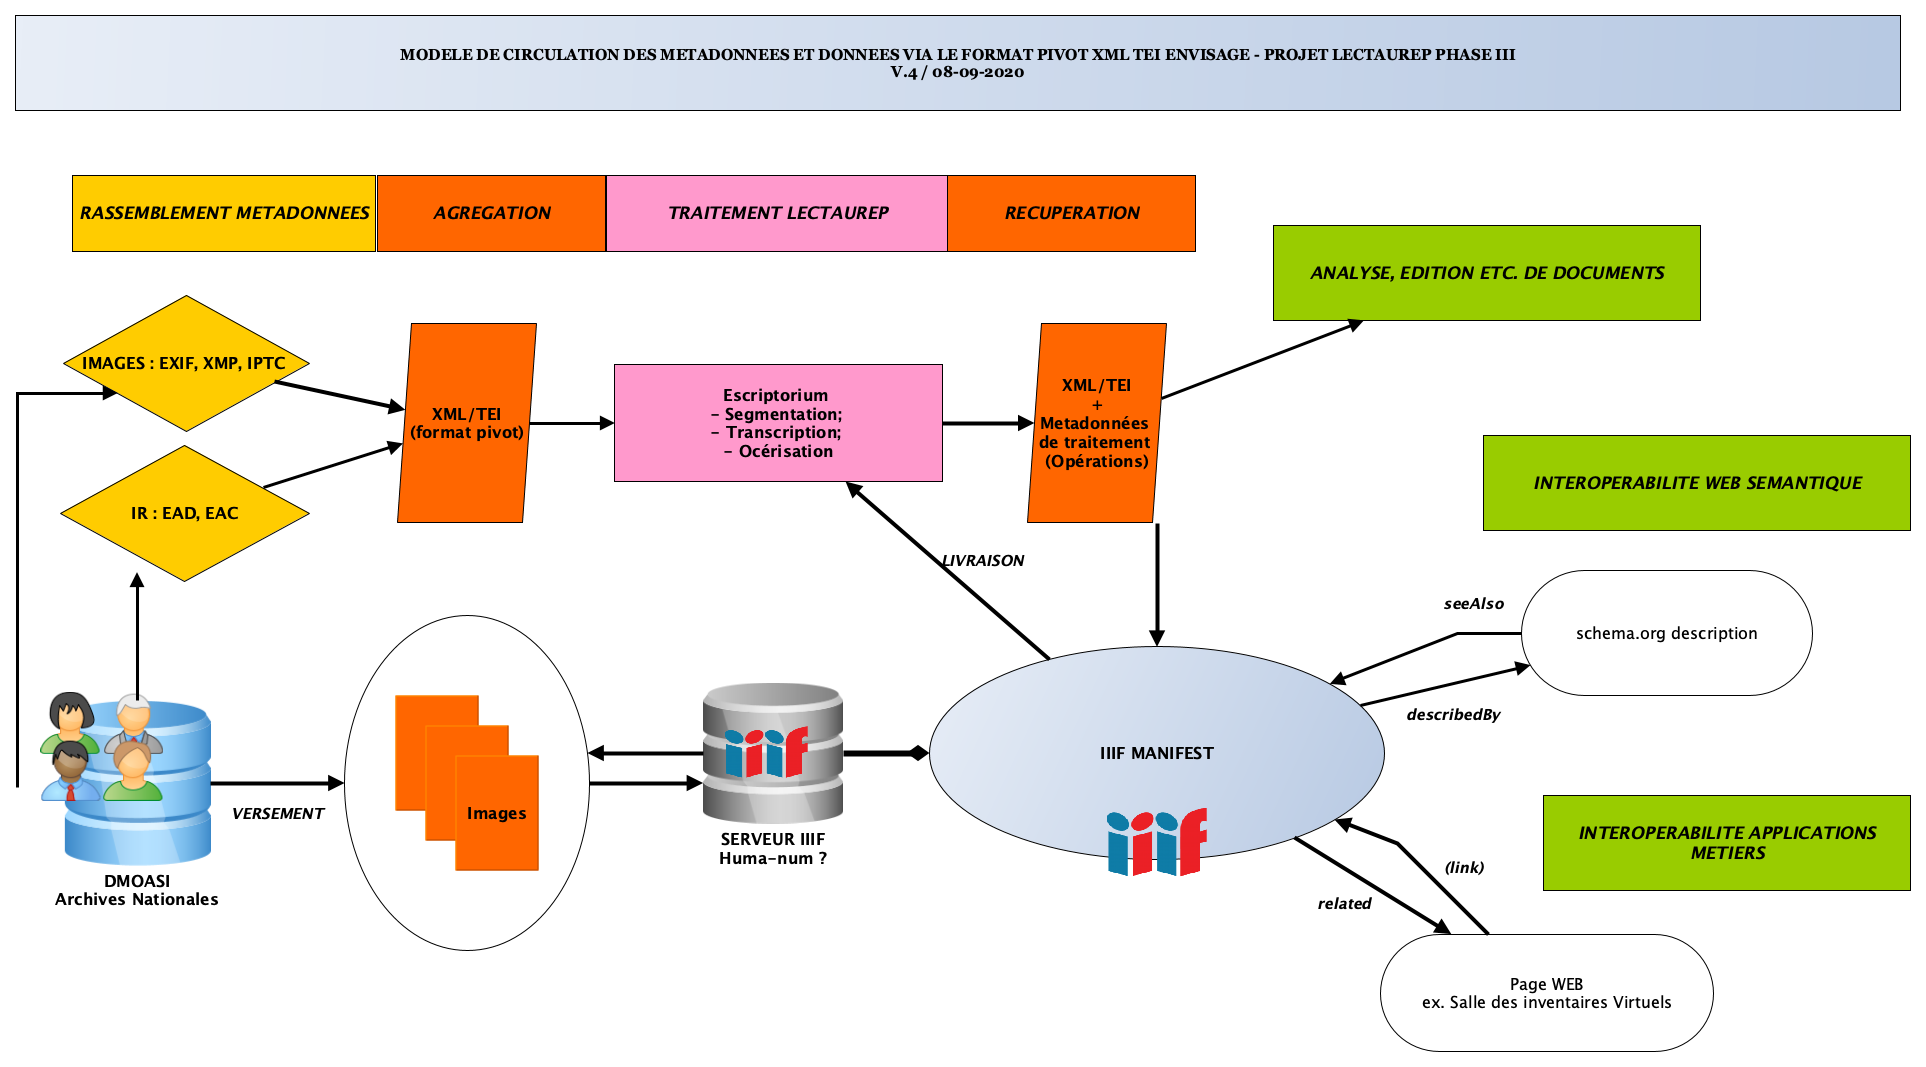 MODELE DE CIRCULATION DES METADONNEES ET DONNEES VIA LE FORMAT PIVOT XML TEI ENVISAGE - PROJET LECTAUREP PHASE III
V.4 / 08-09-2020
RASSEMBLEMENT METADONNEES
AGREGATION
TRAITEMENT LECTAUREP
RECUPERATION
ANALYSE, EDITION ETC. DE DOCUMENTS
IMAGES : EXIF, XMP, IPTC
XML/TEI
(format pivot)
Escriptorium
- Segmentation;
- Transcription;
- Océrisation
XML/TEI
+
Metadonnées
de traitement
(Opérations)
INTEROPERABILITE WEB SEMANTIQUE
IR : EAD, EAC
LIVRAISON
seeAlso
schema.org description
describedBy
VERSEMENT
Images
iiif
SERVEUR IIIF
Huma-num ?
IIIF MANIFEST
iiif
INTEROPERABILITE APPLICATIONS
METIERS
(link)
related
DMOASI
Archives Nationales
Page WEB
ex. Salle des inventaires Virtuels